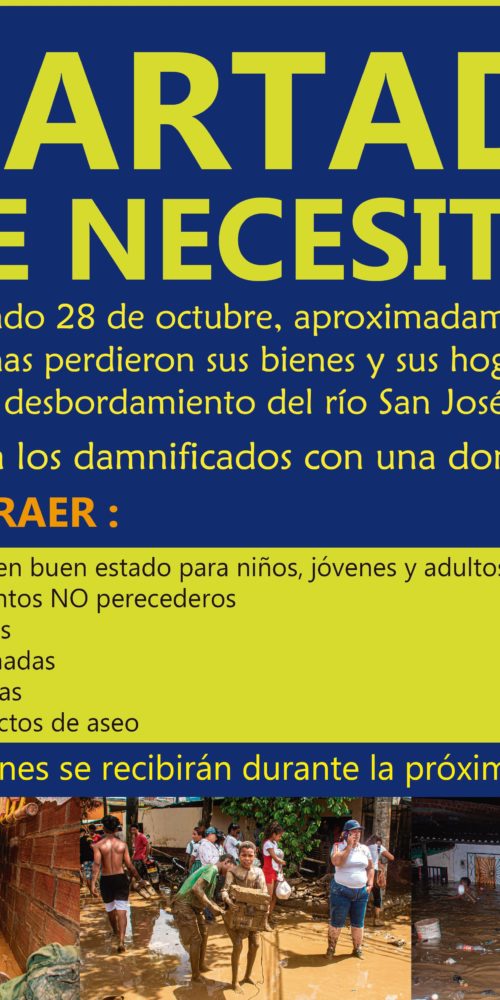 ARTAD
E NECESIT
ado 28 de octubre, aproximadam
nas perdieron sus bienes y sus hog
desbordamiento del río San José
a los damnificados con una don
RAER :
en buen estado para niños, jóvenes y adultos
ntos NO perecederos
s
nadas
as
ctos de aseo
nes se recibirán durante la próxim